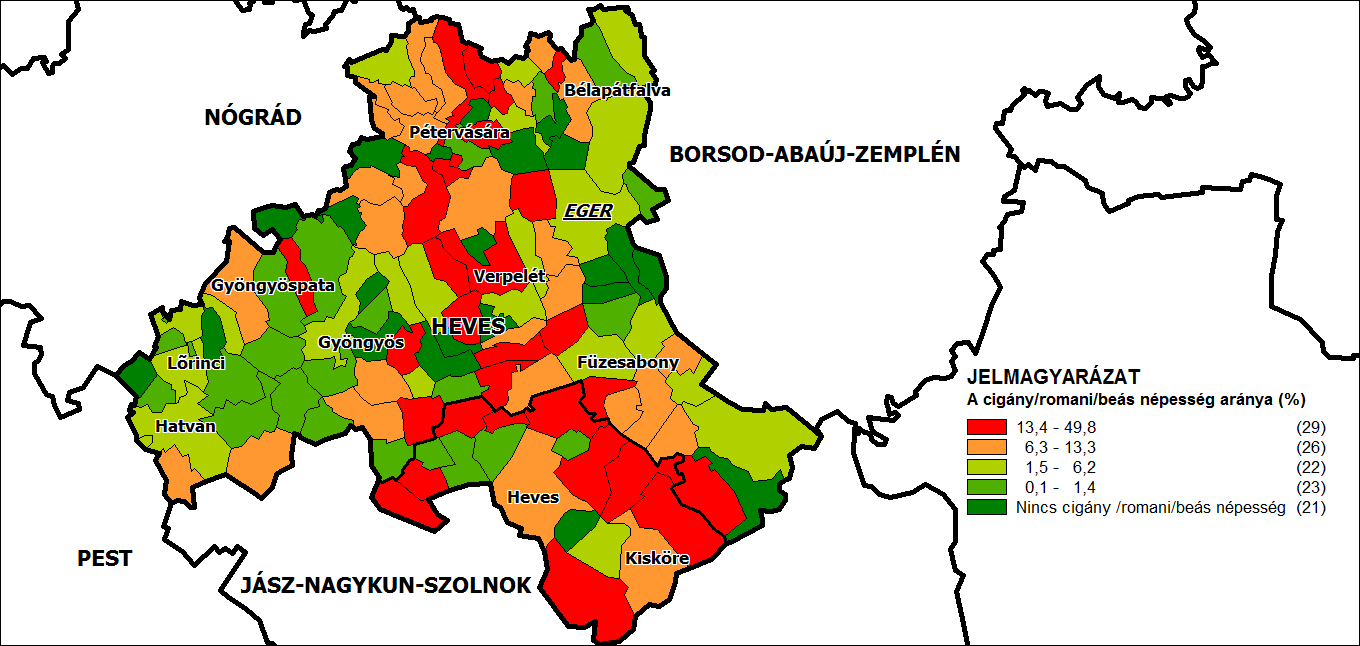 Bélapátfalva
NÓGRÁD
Pétervására
BORSOD-ABAÚJ-ZEMPLÉN
EGER
Verpelét
Gyöngyöspata
HEVES
Gyöngyös
Lõrinci
Füzesabony
Hatvan
Heves
Kisköre
PEST
JÁSZ-NAGYKUN-SZOLNOK
JELMAGYARÁZAT
A cigány/romani/beás népesség aránya (%)
13,4 - 49,8 (29)
6,3 - 13,3 (26)
1,5 - 6,2 (22)
0,1 - 1,4 (23)
Nincs cigány /romani/beás népesség (21)